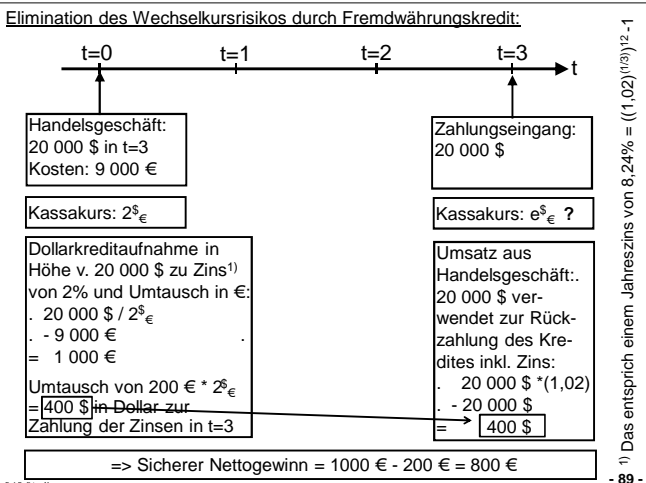 Elimination des Wechselkursrisikos durch Fremdwährungskredit:
t=0 t=1 t=2 t=3
t
Handelsgeschäft:
20 000 $ in t=3
Kosten: 9 000 €
Zahlungseingang:
20 000 $
Kassakurs: 2$€
Kassakurs: e$€ ?
Dollarkreditaufnahme in
Höhe v. 20 000 $ zu Zins1)
von 2% und Umtausch in €:
. 20 000 $ / 2$€
. - 9 000 € .
= 1 000 €
Umtausch von 200 € * 2$€
= 400 $ in Dollar zur
Zahlung der Zinsen in t=3
Umsatz aus
Handelsgeschäft:.
20 000 $ ver-
wendet zur Rück-
zahlung des Kre-
dites inkl. Zins:
. 20 000 $ *(1,02)
. - 20 000 $
= 400 $
=> Sicherer Nettogewinn = 1000 € - 200 € = 800 €
1) Das entsprich einem Jahreszins von 8,24% = ((1,02)(1/3))12 -1
- 89 -